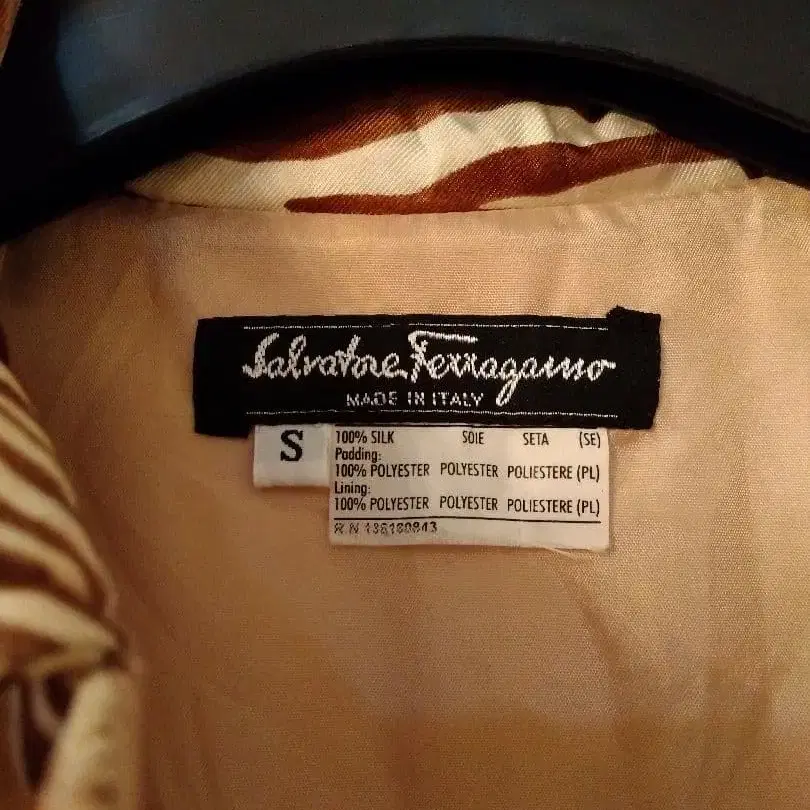 Salvatore Ferragamo
MADE IN ITALY
S
100% SILK SOIE SETA (SE)
Padding:
100% POLYESTER POLYESTER POLIESTERE (PL)
Lining:
100% POLYESTER POLYESTER POLIESTERE (PL)